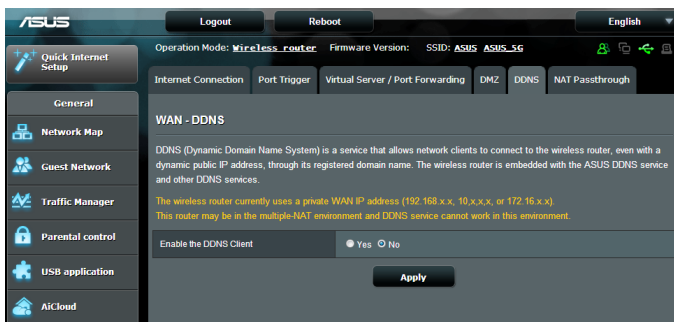 ASUS
Logout
Reboot
English
Operation Mode: Wireless router Firmware Version: SSID: ASUS ASUS_5G
Quick Internet
Setup
Internet Connection
Port Trigger
Virtual Server / Port Forwarding
DMZ
DDNS
NAT Passthrough
General
Network Map
Guest Network
Traffic Manager
Parental control
USB application
AiCloud
WAN - DDNS
DDNS (Dynamic Domain Name System) is a service that allows network clients to connect to the wireless router, even with a
dynamic public IP address, through its registered domain name. The wireless router is embedded with the ASUS DDNS service
and other DDNS services.
The wireless router currently uses a private WAN IP address (192.168.x.x, 10,x,x,x, or 172.16.x.x).
This router may be in the multiple-NAT environment and DDNS service cannot work in this environment.
Enable the DDNS Client
Yes No
Apply